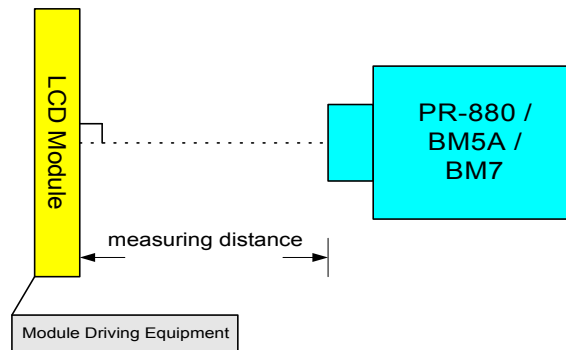 LCD Module
PR-880 /
BM5A /
BM7
measuring distance
Module Driving Equipment